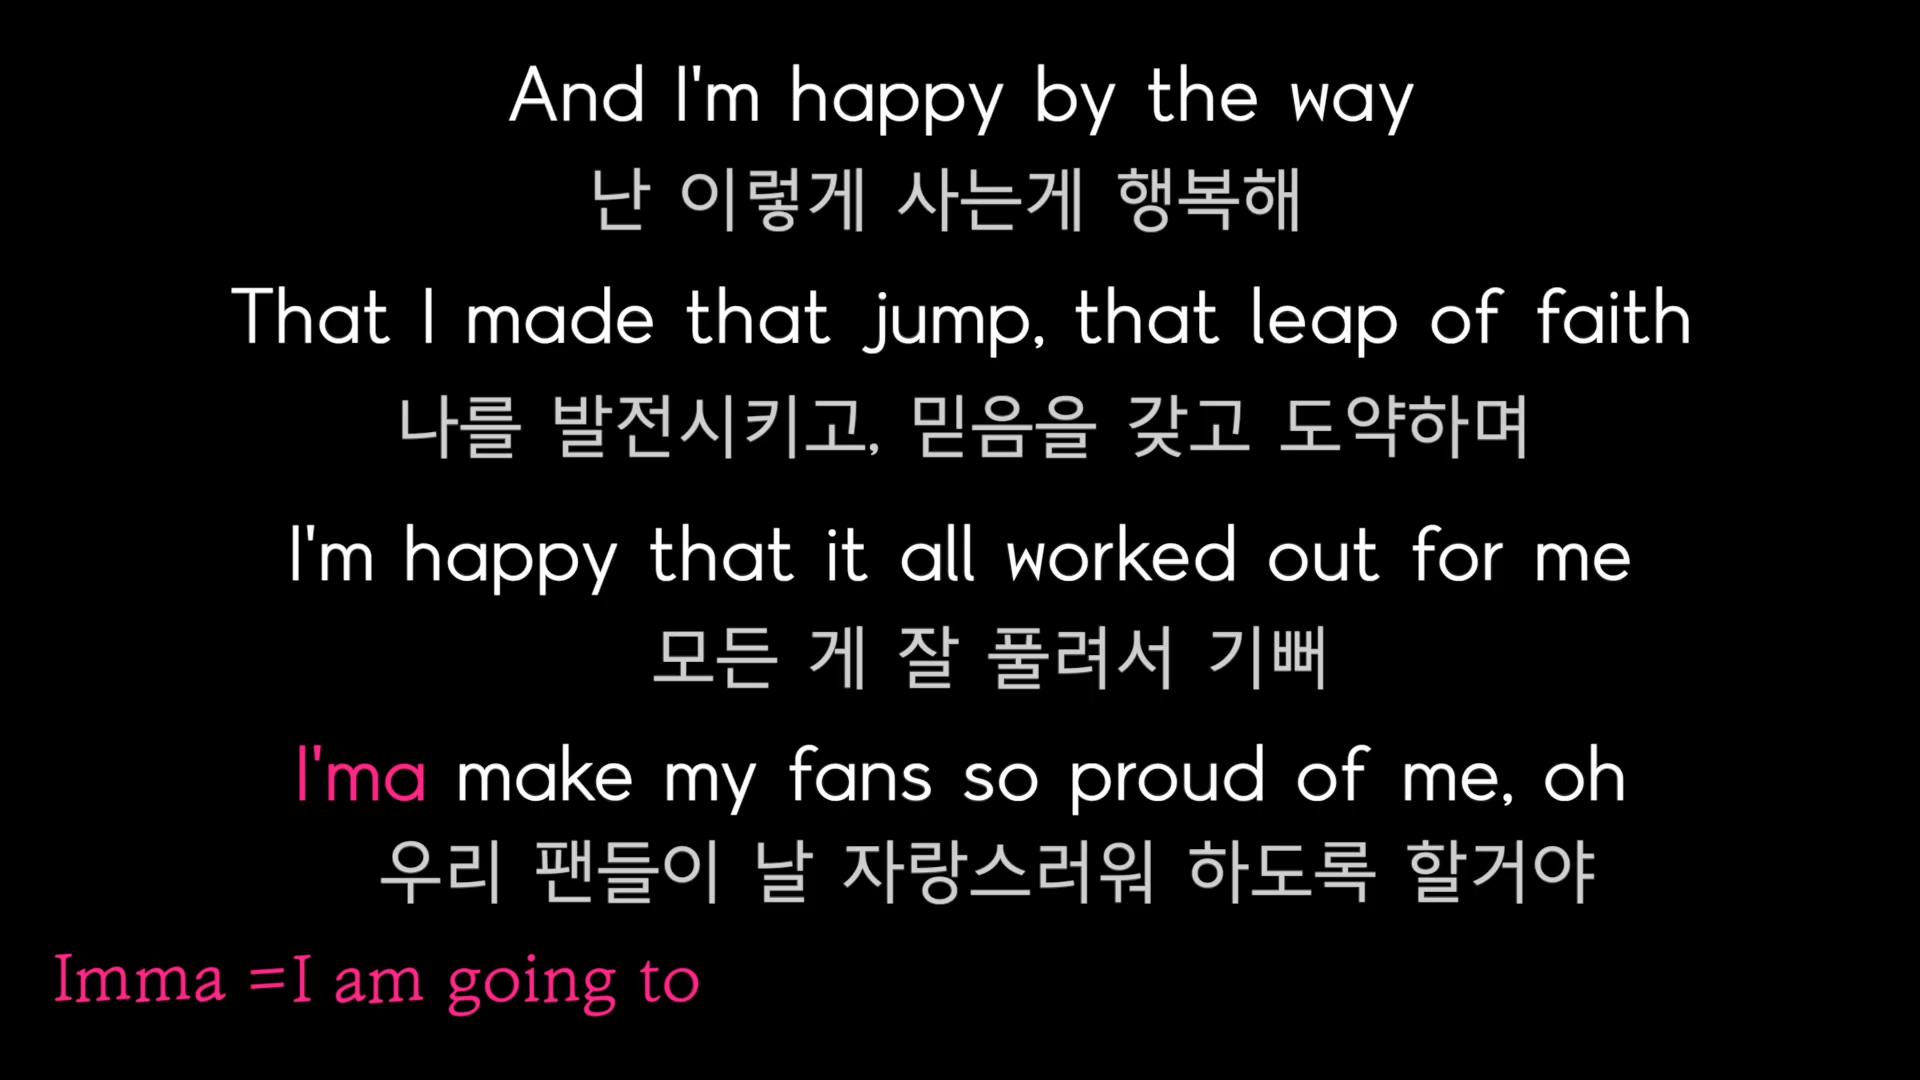 And I'm happy by the way
난 이렇게 사는게 행복해
That I made that jump, that leap of faith
나를 발전시키고, 믿음을 갖고 도약하며
I'm happy that it all worked out for me
모든 게 잘 풀려서 기뻐
I'ma make my fans so proud of me, oh
우리 팬들이 날 자랑스러워 하도록 할거야
Imma =I am going to